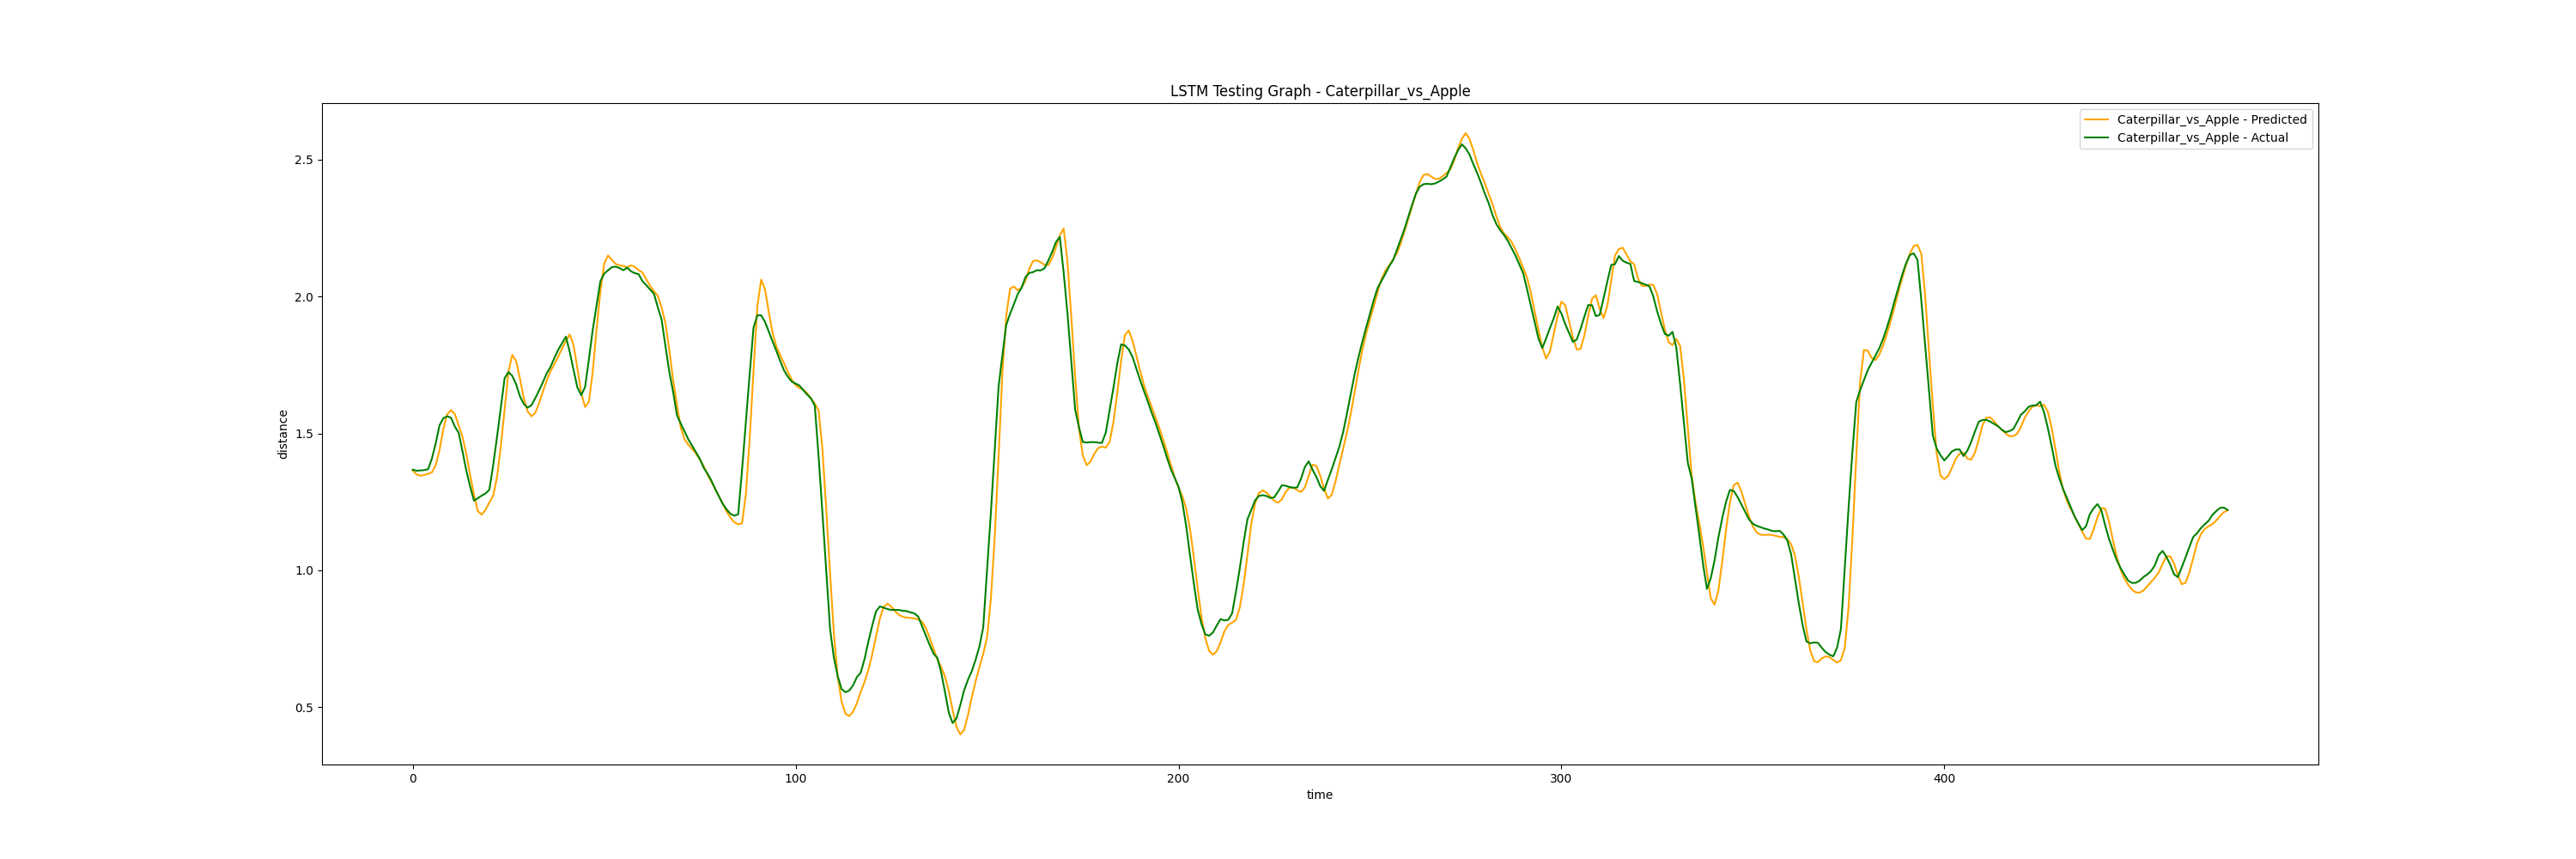 LSTM Testing Graph - Caterpillar_vs_Apple
Caterpillar_vs_Apple - Predicted
Caterpillar_vs_Apple - Actual
distance
2.5
2.0
1.5
1.0
0.5
0 100 200 300 400
time